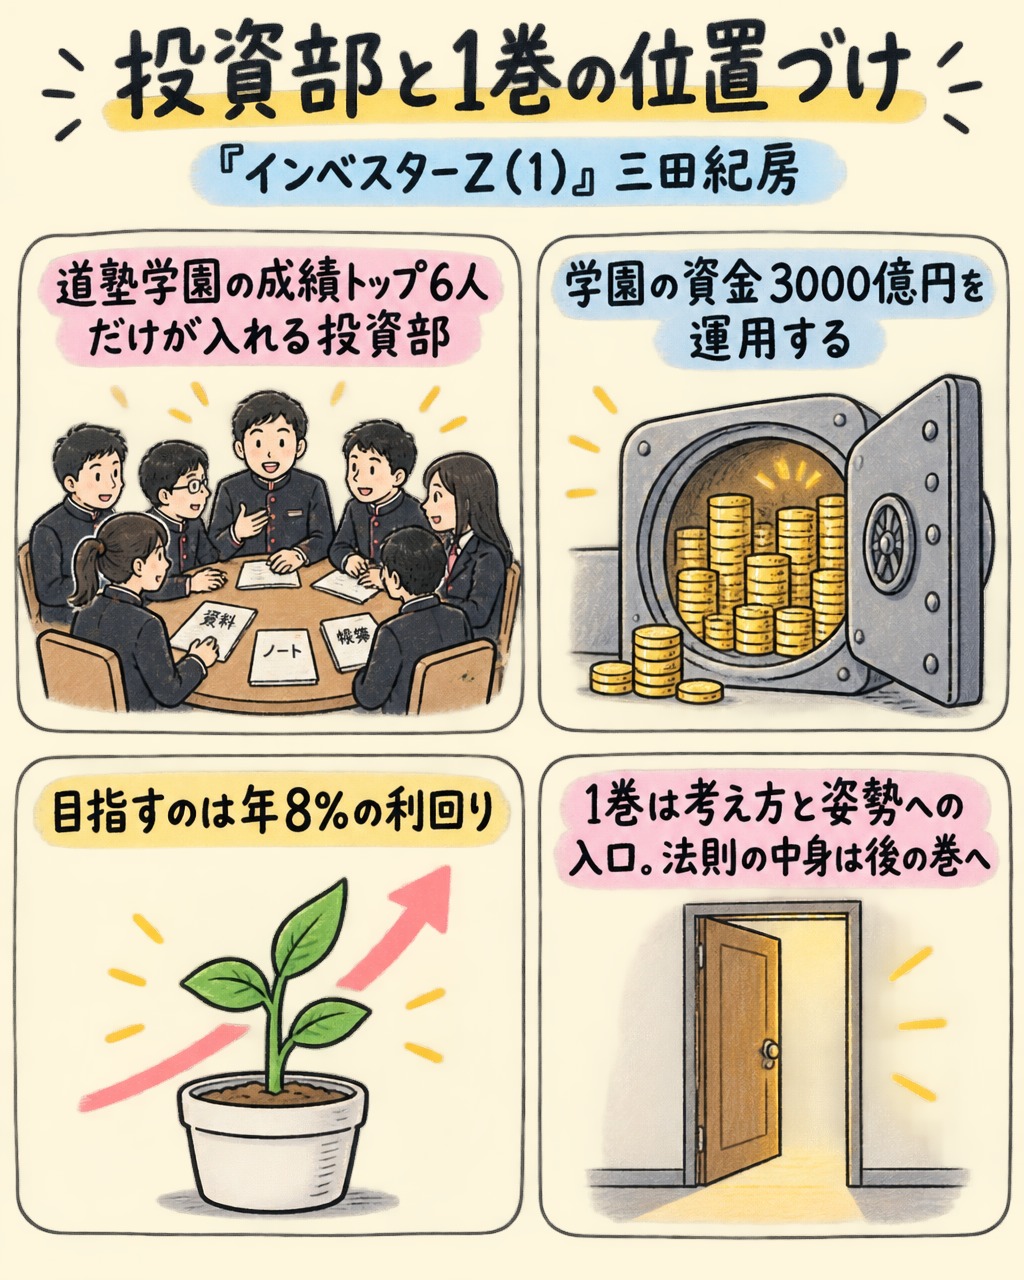 投資部と1巻の位置づけ
『インベスターZ(1)』三田紀房
道塾学園の成績トップ6人
だけが入れる投資部
資料
ノート
帳簿
学園の資金3000億円を
運用する
目指すのは年8%の利回り
1巻は考え方と姿勢への
入口。法則の中身は後の巻へ